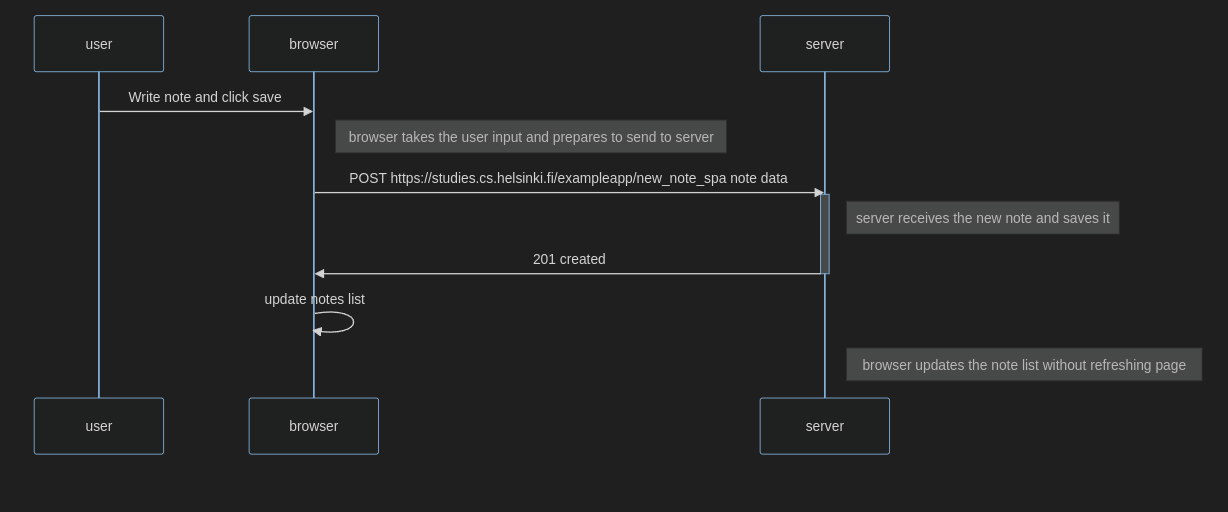 user
browser
server
Write note and click save
browser takes the user input and prepares to send to server
POST https://studies.cs.helsinki.fi/exampleapp/new_note_spa note data
server receives the new note and saves it
201 created
update notes list
browser updates the note list without refreshing page
user
browser
server